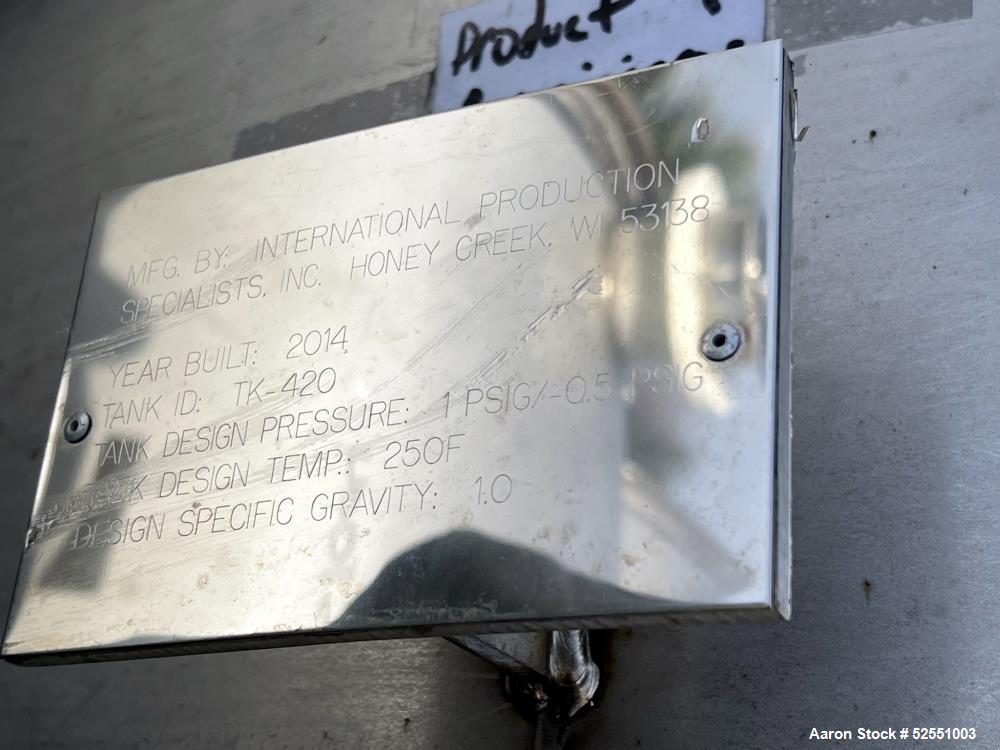 Product
MFG. BY: INTERNATIONAL PRODUCTION
SPECIALISTS, INC. HONEY CREEK, WI 53138
YEAR BUILT: 2014
TANK ID: TK-420
TANK DESIGN PRESSURE: 1 PSIG/-0.5 PSIG
TANK DESIGN TEMP.: 250F
DESIGN SPECIFIC GRAVITY: 1.0
Aaron Stock # 52551003